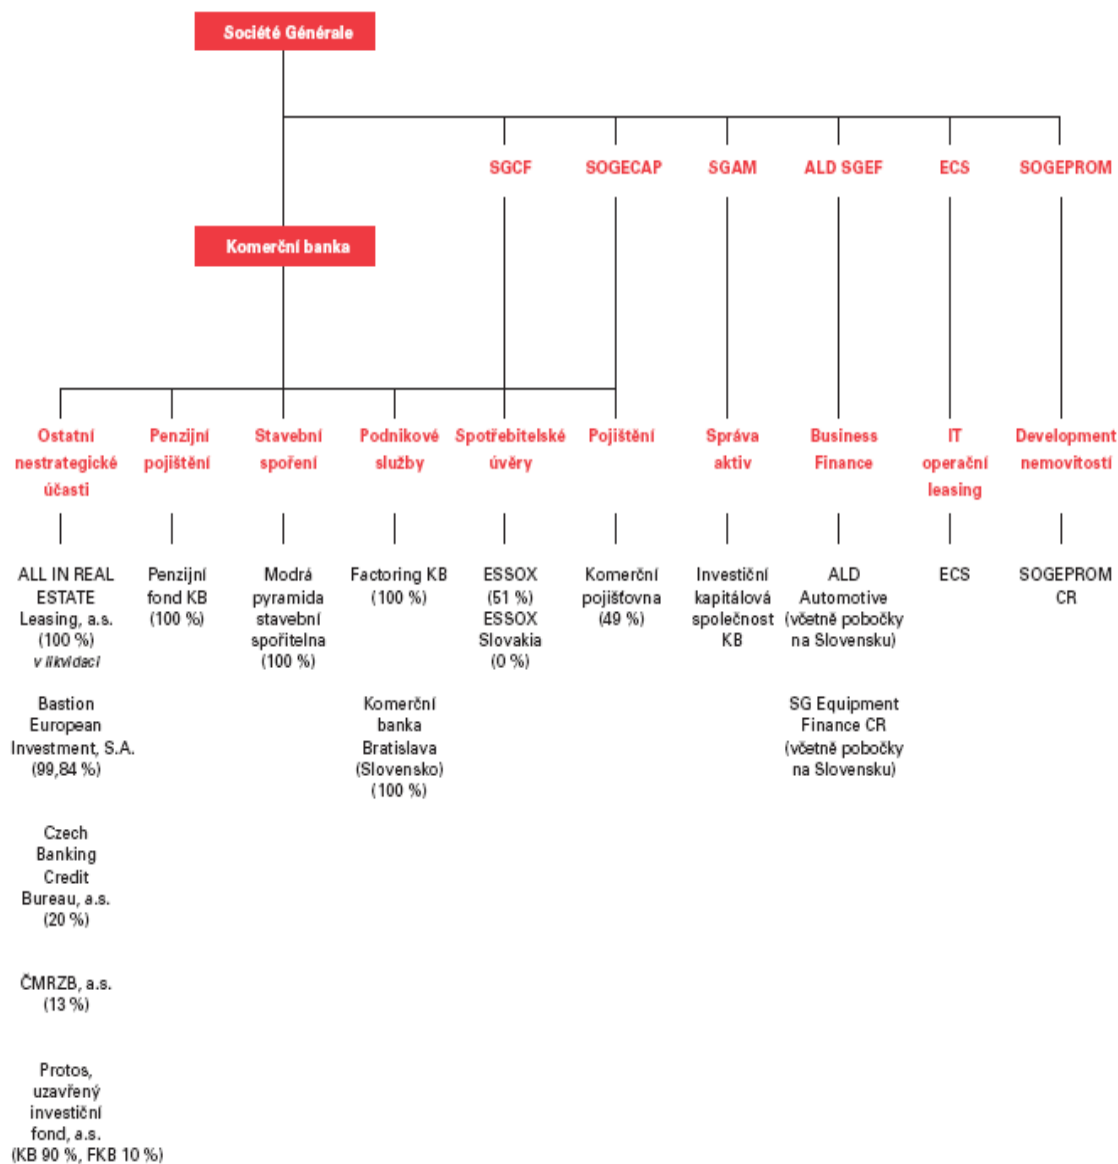 Société Générale
SGCF
SOGECAP
SGAM
ALD SGEF
ECS
SOGEPROM
Komerční banka
Ostatní
nestrategické
účasti
Penzijní
pojištění
Stavební
spoření
Podnikové
služby
Spotřebitelské
úvěry
Pojištění
Správa
aktiv
Business
Finance
IT
operační
leasing
Development
nemovitostí
ALL IN REAL
ESTATE
Leasing, a.s.
(100 %)
v likvidaci
Penzijní
fond KB
(100 %)
Modrá
pyramida
stavební
spořitelna
(100 %)
Factoring KB
(100 %)
ESSOX
(51 %)
ESSOX
Slovakia
(0 %)
Komerční
pojišťovna
(49 %)
Investiční
kapitálová
společnost
KB
ALD
Automotive
(včetně pobočky
na Slovensku)
ECS
SOGEPROM
CR
Bastion
European
Investment, S.A.
(99,84 %)
Komerční
banka
Bratislava
(Slovensko)
(100 %)
SG Equipment
Finance CR
(včetně pobočky
na Slovensku)
Czech
Banking
Credit
Bureau, a.s.
(20 %)
ČMRZB, a.s.
(13 %)
Protos,
uzavřený
investiční
fond, a.s.
(KB 90 %, FKB 10 %)